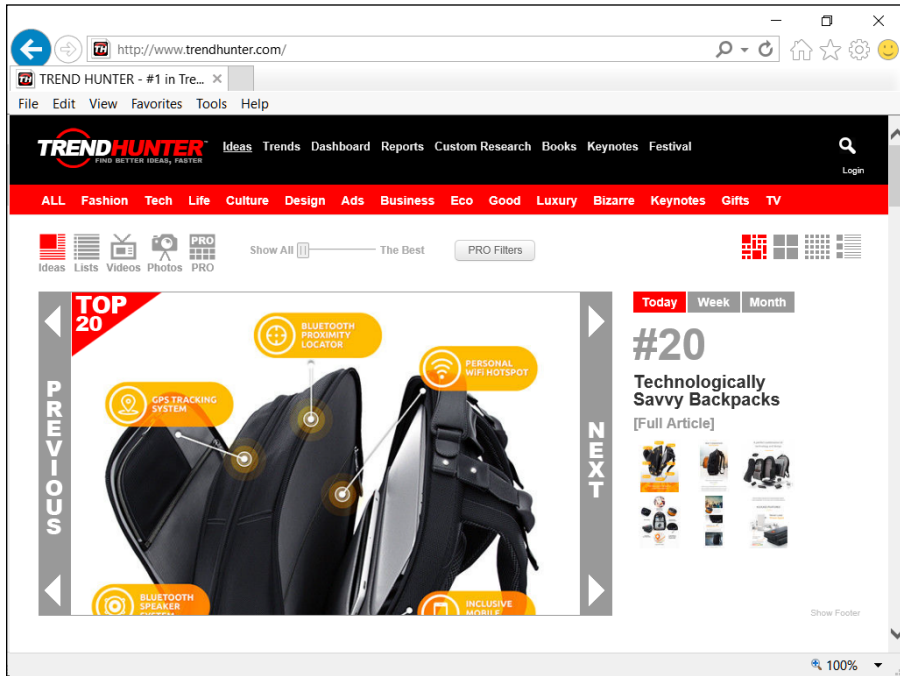 http://www.trendhunter.com/
TREND HUNTER - #1 in Tre...
File Edit View Favorites Tools Help
TRENDHUNTER
FIND BETTER IDEAS, FASTER
Ideas Trends Dashboard Reports Custom Research Books Keynotes Festival
Login
ALL Fashion Tech Life Culture Design Ads Business Eco Good Luxury Bizarre Keynotes Gifts TV
PRO
Ideas Lists Videos Photos PRO
Show All The Best PRO Filters
TOP
20
PREVIOUS
BLUETOOTH
PROXIMITY
LOCATOR
PERSONAL
WiFi HOTSPOT
GPS TRACKING
SYSTEM
BLUETOOTH
SPEAKER
SYSTEM
INCLUSIVE
MOBILE
NEXT
Today Week Month
#20
Technologically
Savvy Backpacks
[Full Article]
Show Footer
100%